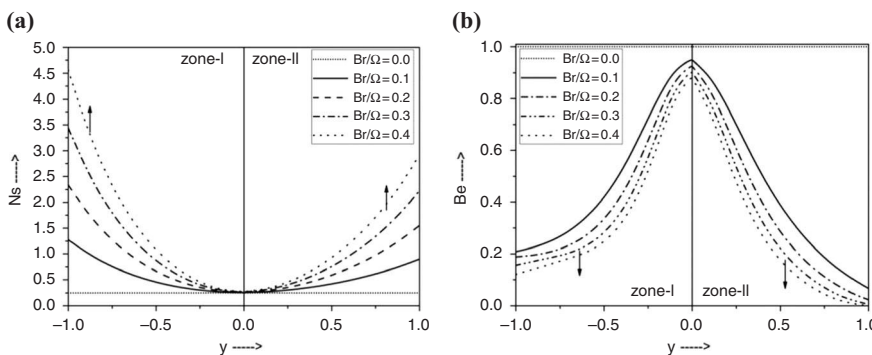 (a)
5.0
4.5
4.0
3.5
3.0
2.5
2.0
1.5
1.0
0.5
0.0
Ns ----->
zone-I
zone-II
Br/Ω=0.0
Br/Ω=0.1
Br/Ω=0.2
Br/Ω=0.3
Br/Ω=0.4
−1.0
−0.5
0.0
0.5
1.0
y ----->
(b)
1.0
0.8
0.6
0.4
0.2
0.0
Be ----->
Br/Ω=0.0
Br/Ω=0.1
Br/Ω=0.2
Br/Ω=0.3
Br/Ω=0.4
zone-I
zone-II
−1.0
−0.5
0.0
0.5
1.0
y ----->